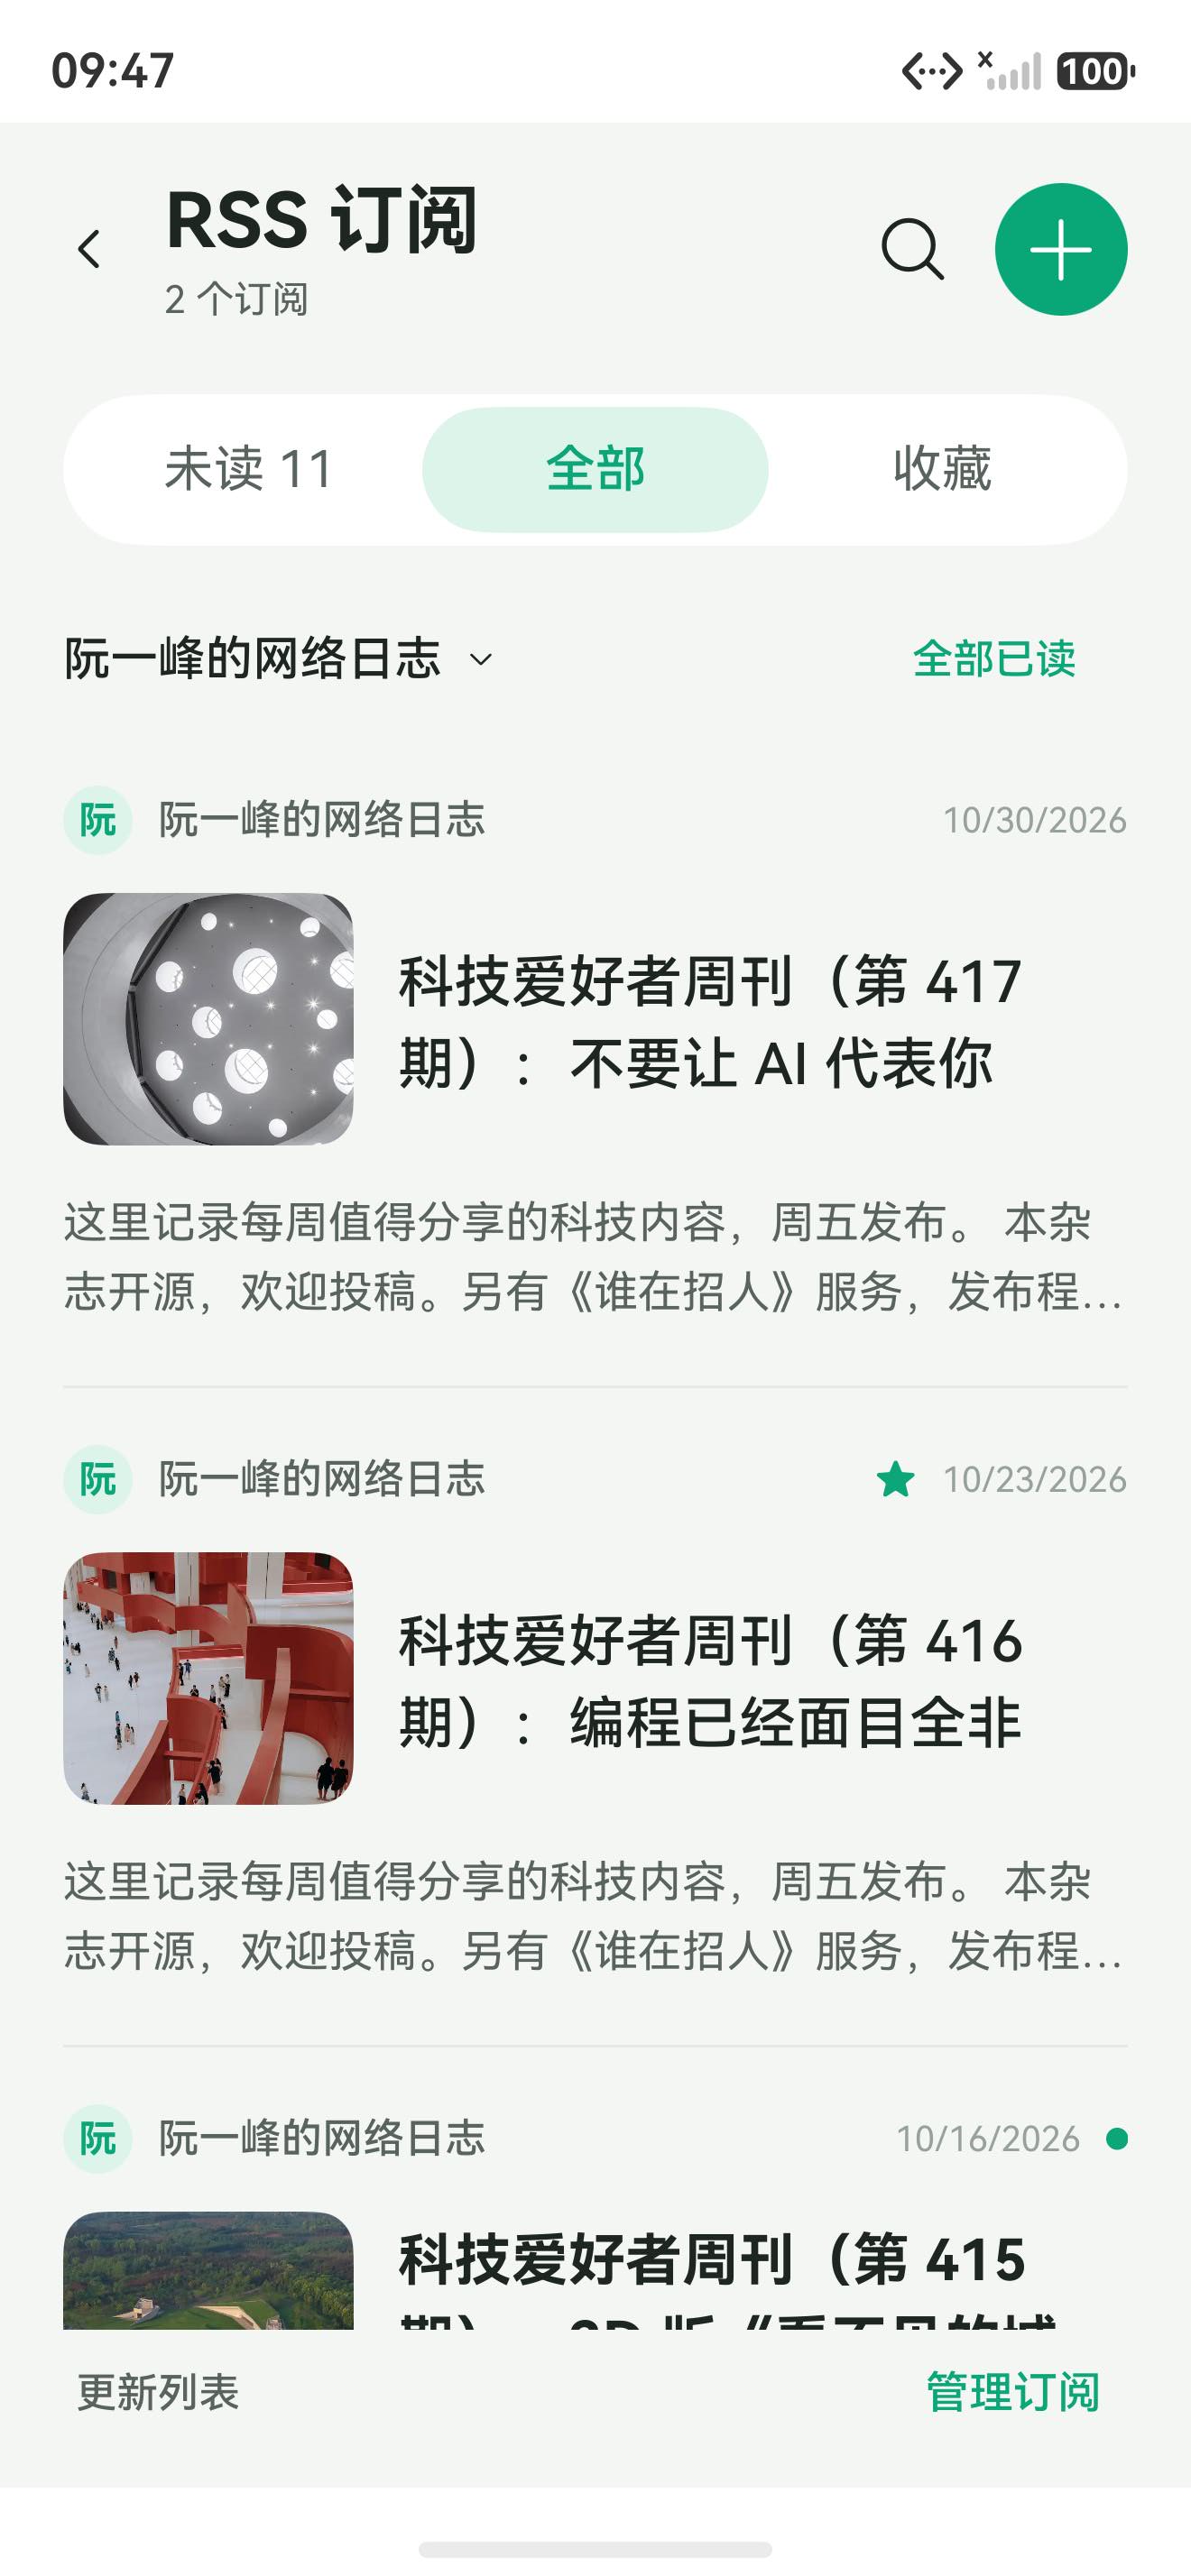 09:47
100
RSS 订阅
2 个订阅
未读 11
全部
收藏
阮一峰的网络日志
全部已读
阮 阮一峰的网络日志 10/30/2026
科技爱好者周刊（第 417
期）：不要让 AI 代表你
这里记录每周值得分享的科技内容，周五发布。 本杂
志开源，欢迎投稿。另有《谁在招人》服务，发布程...
阮 阮一峰的网络日志 10/23/2026
科技爱好者周刊（第 416
期）：编程已经面目全非
这里记录每周值得分享的科技内容，周五发布。 本杂
志开源，欢迎投稿。另有《谁在招人》服务，发布程...
阮 阮一峰的网络日志 10/16/2026
科技爱好者周刊（第 415
更新列表
管理订阅